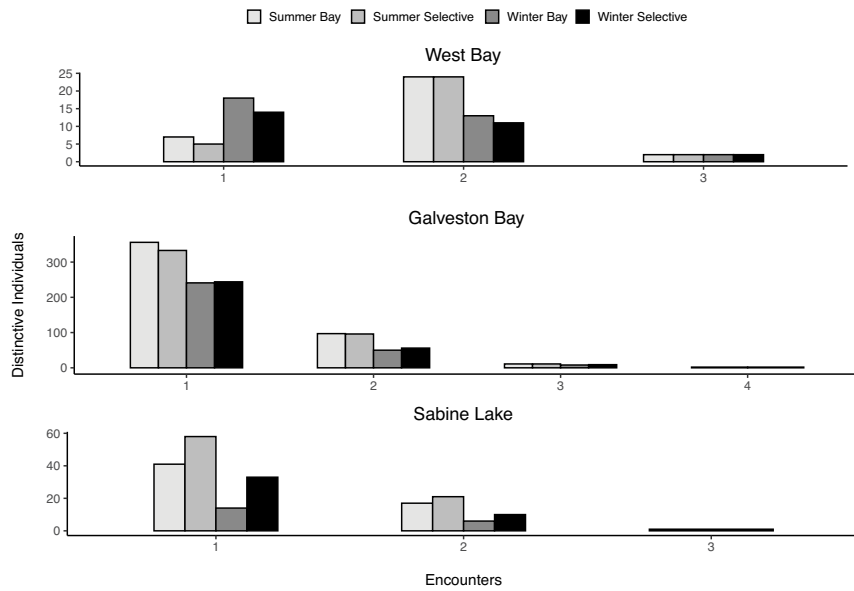 Summer Bay Summer Selective Winter Bay Winter Selective
West Bay
25
20
15
10
5
0
1 2 3
Galveston Bay
Distinctive Individuals
300
200
100
0
1 2 3 4
Sabine Lake
60
40
20
0
1 2 3
Encounters